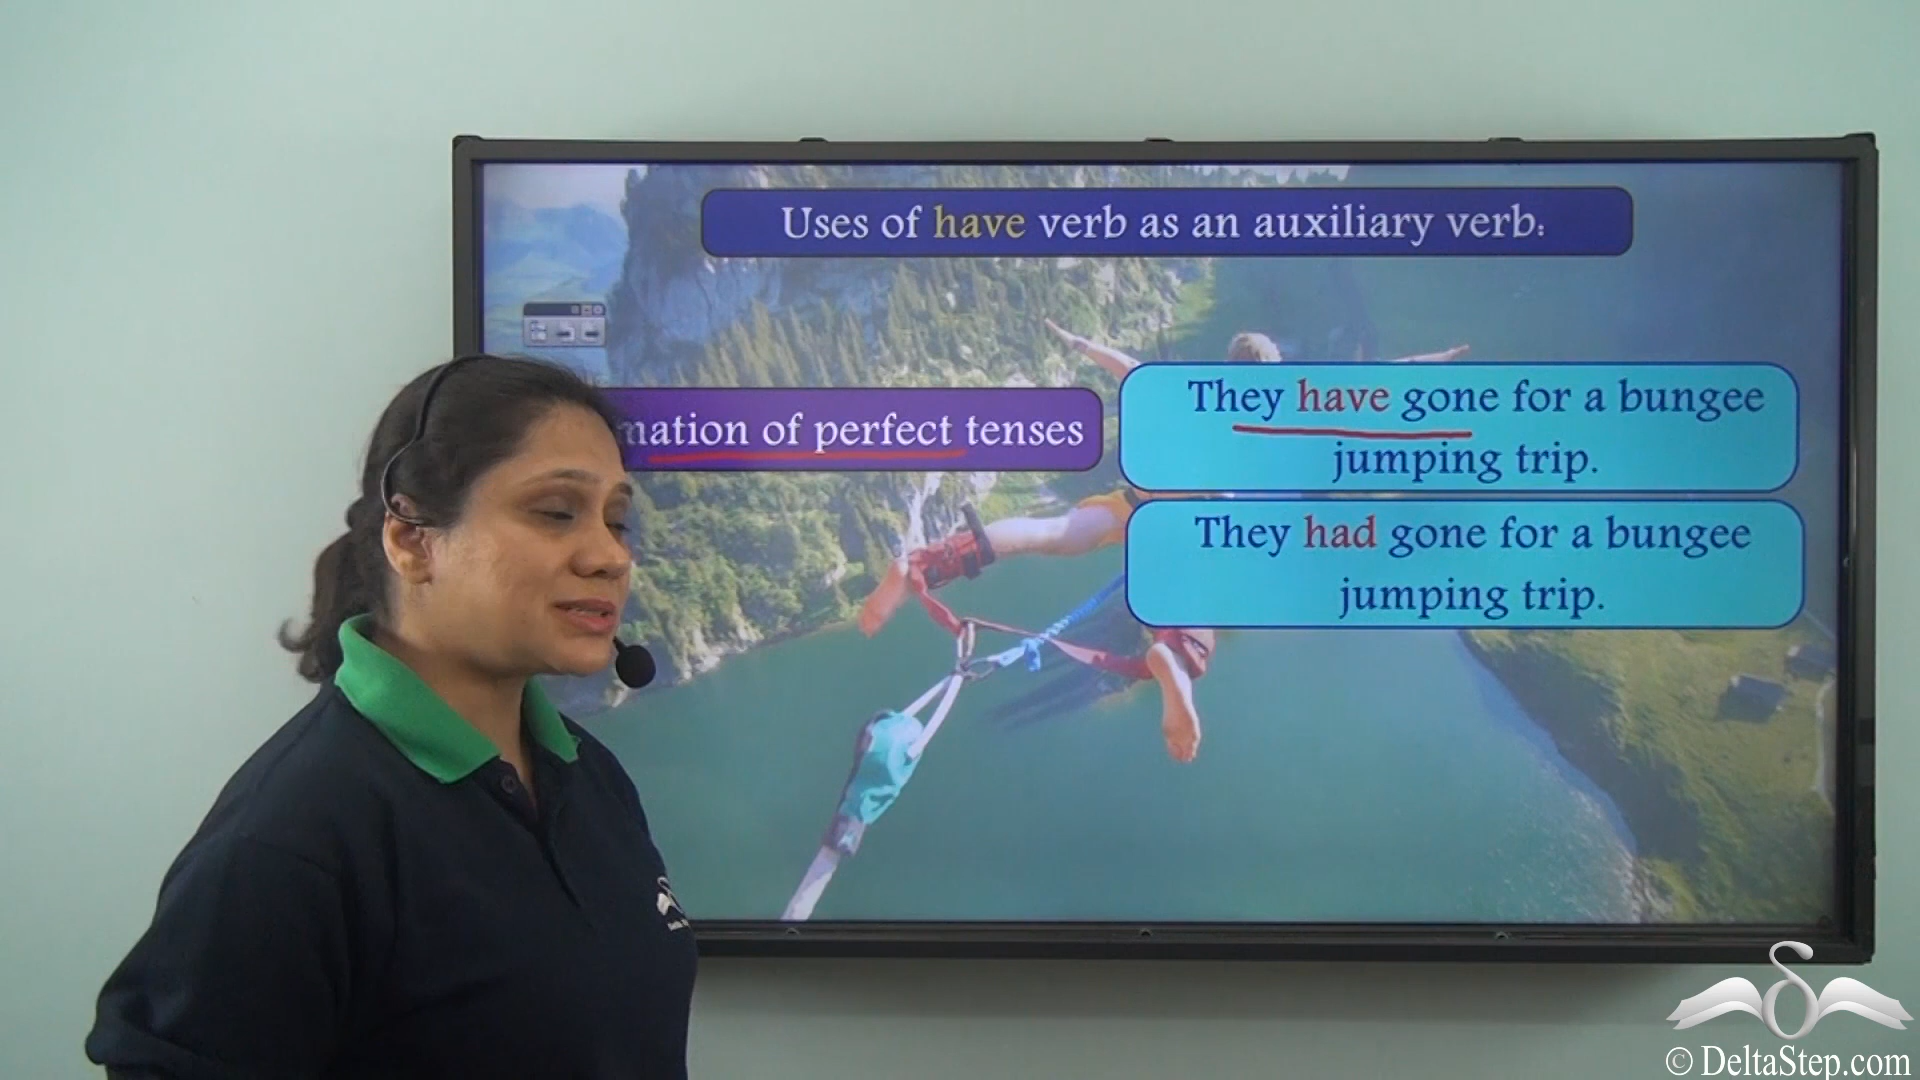 Uses of have verb as an auxiliary verb:
mation of perfect tenses
They have gone for a bungee
jumping trip.
They had gone for a bungee
jumping trip.
© DeltaStep.com